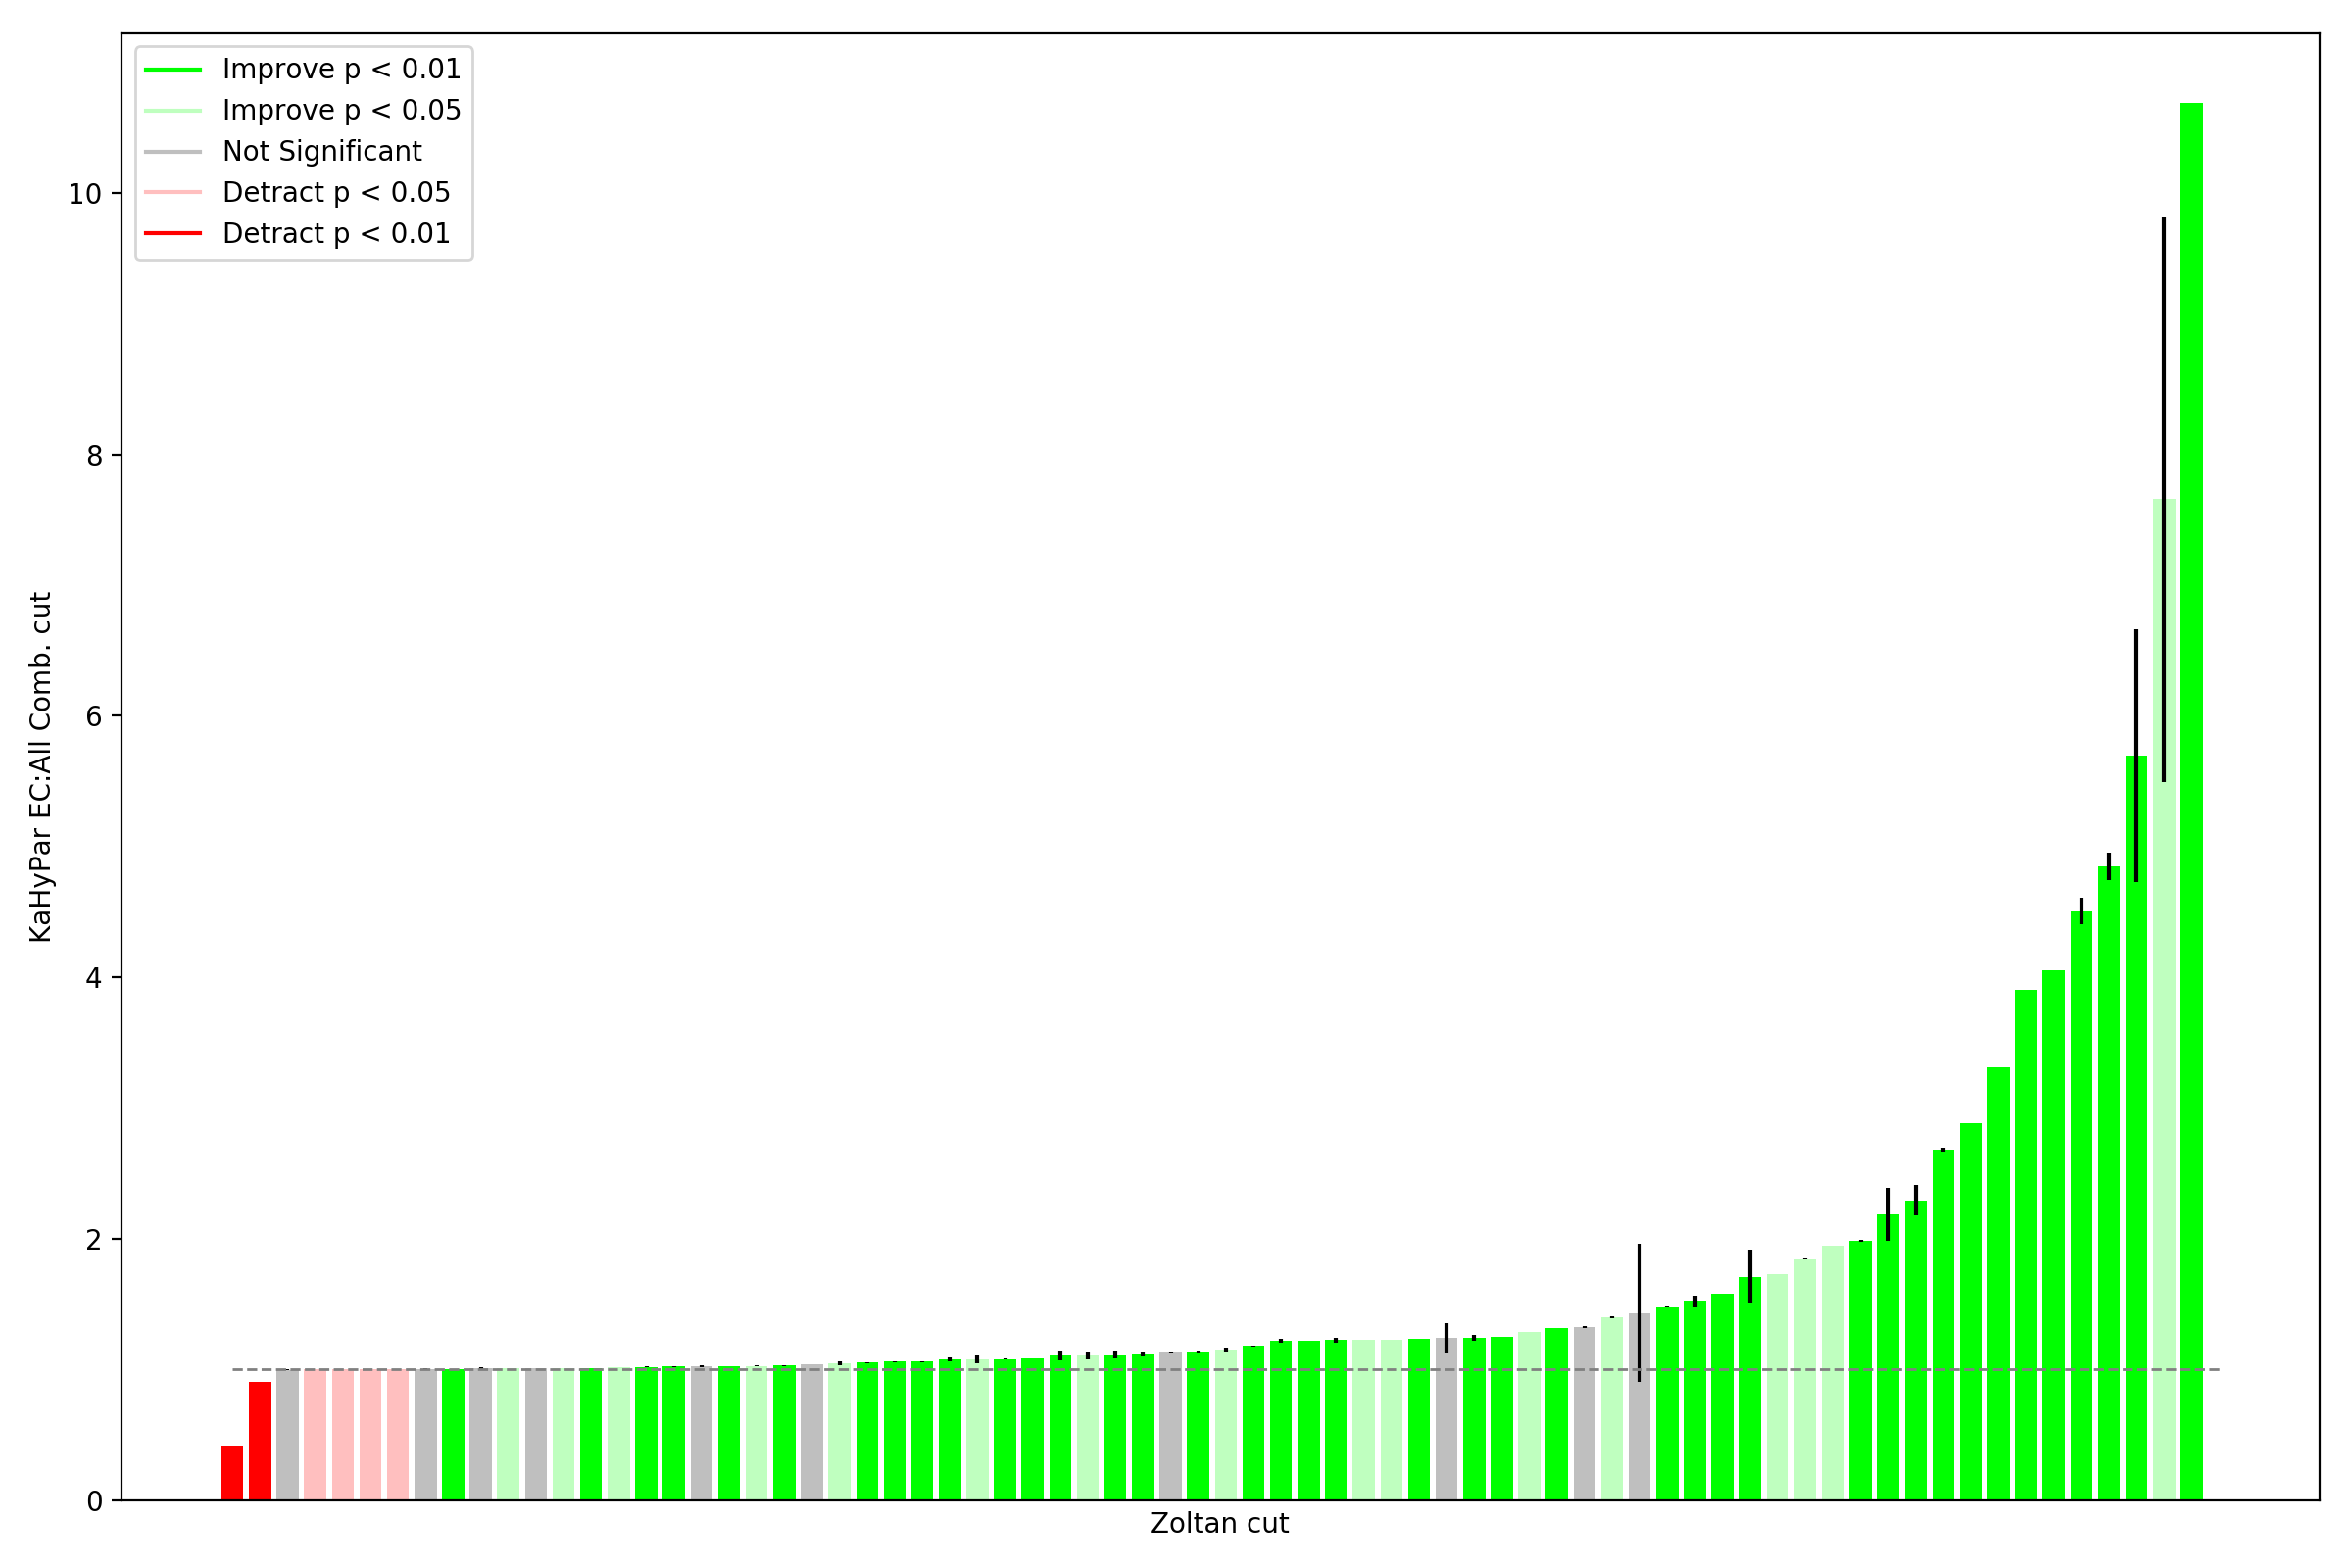 Improve p < 0.01
Improve p < 0.05
Not Significant
Detract p < 0.05
Detract p < 0.01
10
8
6
4
2
0
KaHyPar EC:All Comb. cut
Zoltan cut